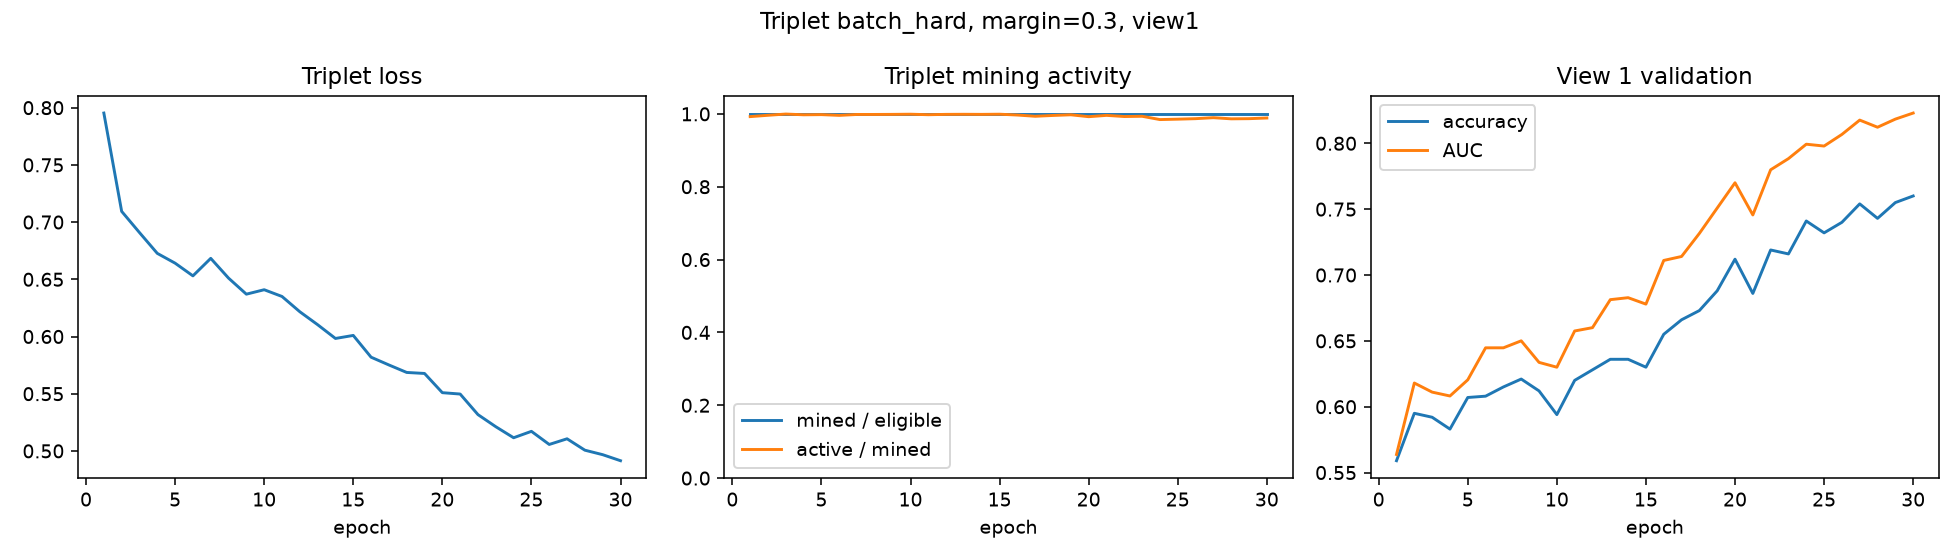 Triplet batch_hard, margin=0.3, view1
Triplet loss
0.80
0.75
0.70
0.65
0.60
0.55
0.50
0 5 10 15 20 25 30
epoch
Triplet mining activity
1.0
0.8
0.6
0.4
0.2
0.0
mined / eligible
active / mined
0 5 10 15 20 25 30
epoch
View 1 validation
accuracy
AUC
0.80
0.75
0.70
0.65
0.60
0.55
0 5 10 15 20 25 30
epoch